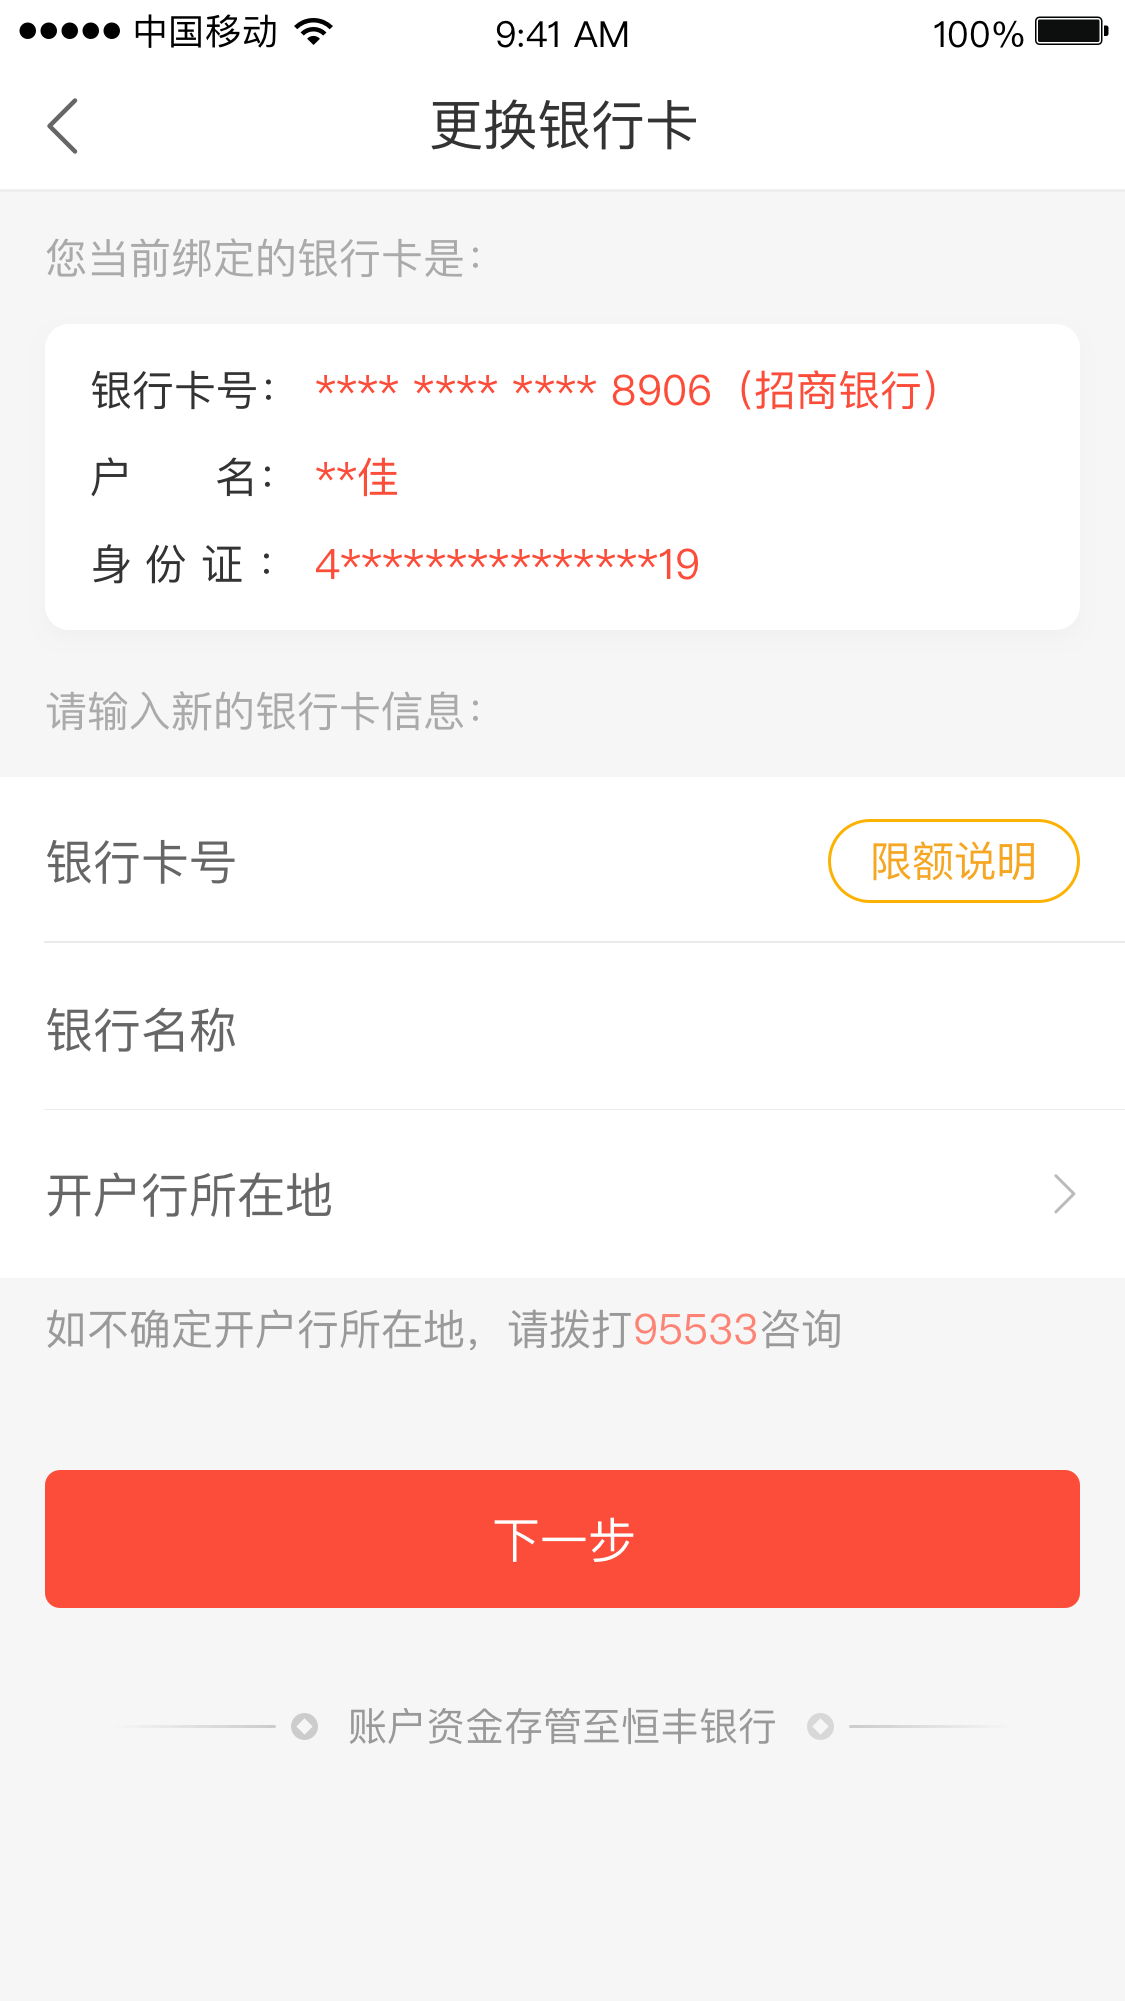 中国移动 9:41 AM 100%
更换银行卡
您当前绑定的银行卡是：
银行卡号： **** **** **** 8906（招商银行）
户 名： **佳
身 份 证 ： 4***************19
请输入新的银行卡信息：
银行卡号 限额说明
银行名称
开户行所在地
如不确定开户行所在地，请拨打95533咨询
下一步
账户资金存管至恒丰银行